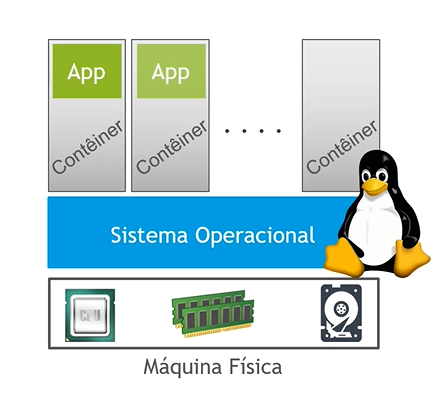 App
App
Contêiner
Contêiner
. . . .
Contêiner
Sistema Operacional
CPU
Máquina Física